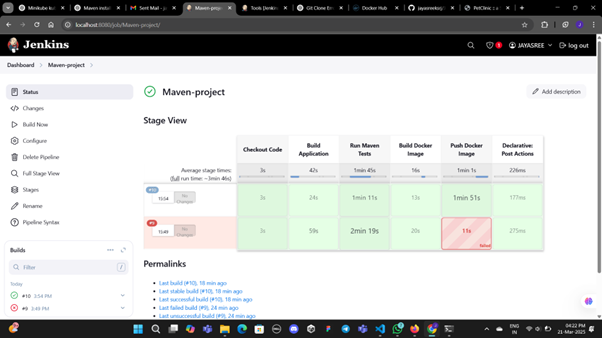 Minikube kub
Maven install
Sent Mail - j
Maven-projec
Tools [Jenkin
Git Clone Err
Docker Hub
jayasreeko/s
PetClinic :: a
localhost:8080/job/Maven-project/
Jenkins
JAYASREE
log out
Dashboard > Maven-project >
Status
Changes
Build Now
Configure
Delete Pipeline
Full Stage View
Stages
Rename
Pipeline Syntax
Builds
Filter
/
Today
#10 3:54 PM
#9 3:49 PM
Maven-project
Add description
Stage View
Checkout Code
Build Application
Run Maven Tests
Build Docker Image
Push Docker Image
Declarative: Post Actions
Average stage times:
(full run time: ~3min 46s)
3s 42s 1min 45s 16s 1min 1s 226ms
#10
15:54
No Changes
3s 24s 1min 11s 13s 1min 51s 177ms
#9
15:49
No Changes
3s 59s 2min 19s 20s 11s 275ms
failed
Permalinks
Last build (#10), 18 min ago
Last stable build (#10), 18 min ago
Last successful build (#10), 18 min ago
Last failed build (#9), 24 min ago
Last unsuccessful build (#9), 24 min ago
ENG
IN
04:22 PM
21-Mar-2025